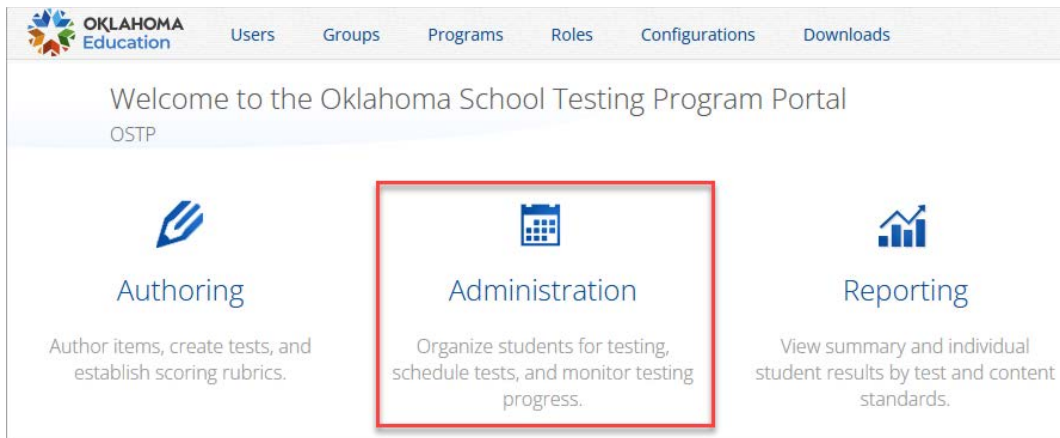 OKLAHOMA
Education
Users Groups Programs Roles Configurations Downloads
Welcome to the Oklahoma School Testing Program Portal
OSTP
Authoring
Author items, create tests, and
establish scoring rubrics.
Administration
Organize students for testing,
schedule tests, and monitor testing
progress.
Reporting
View summary and individual
student results by test and content
standards.